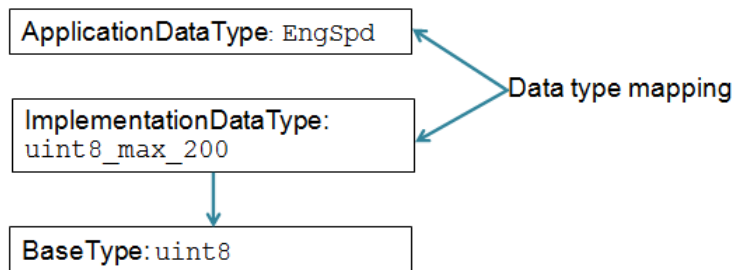 ApplicationDataType: EngSpd
Data type mapping
ImplementationDataType:
uint8_max_200
BaseType: uint8